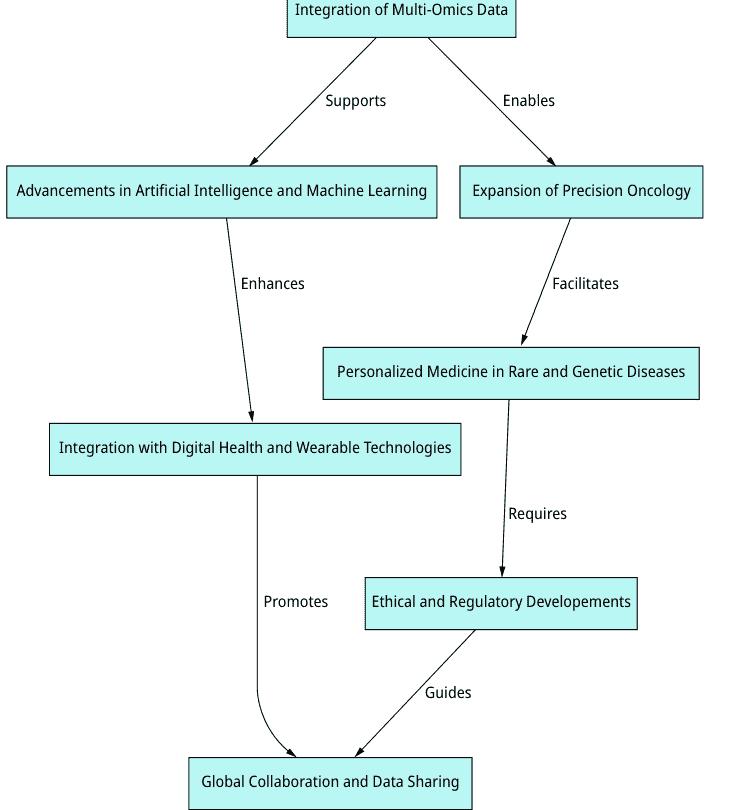 Integration of Multi-Omics Data
Supports
Enables
Advancements in Artificial Intelligence and Machine Learning
Expansion of Precision Oncology
Enhances
Facilitates
Personalized Medicine in Rare and Genetic Diseases
Integration with Digital Health and Wearable Technologies
Requires
Promotes
Ethical and Regulatory Developements
Guides
Global Collaboration and Data Sharing